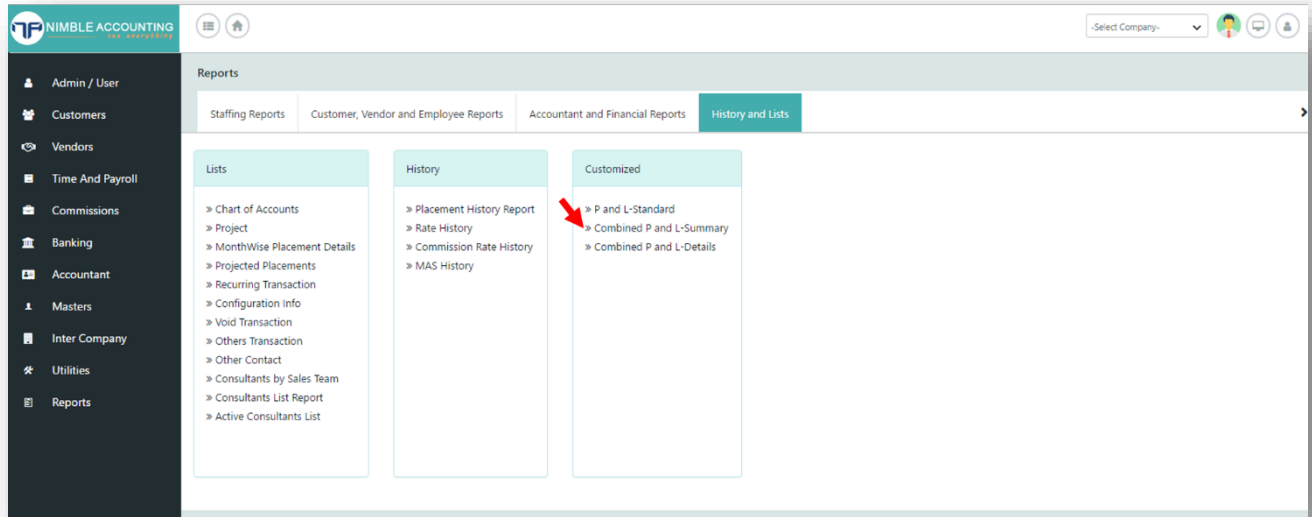 NIMBLE ACCOUNTING
see everything
-Select Company-
Admin / User
Customers
Vendors
Time And Payroll
Commissions
Banking
Accountant
Masters
Inter Company
Utilities
Reports
Reports
Staffing Reports
Customer, Vendor and Employee Reports
Accountant and Financial Reports
History and Lists
Lists
» Chart of Accounts
» Project
» MonthWise Placement Details
» Projected Placements
» Recurring Transaction
» Configuration Info
» Void Transaction
» Others Transaction
» Other Contact
» Consultants by Sales Team
» Consultants List Report
» Active Consultants List
History
» Placement History Report
» Rate History
» Commission Rate History
» MAS History
Customized
» P and L-Standard
» Combined P and L-Summary
» Combined P and L-Details